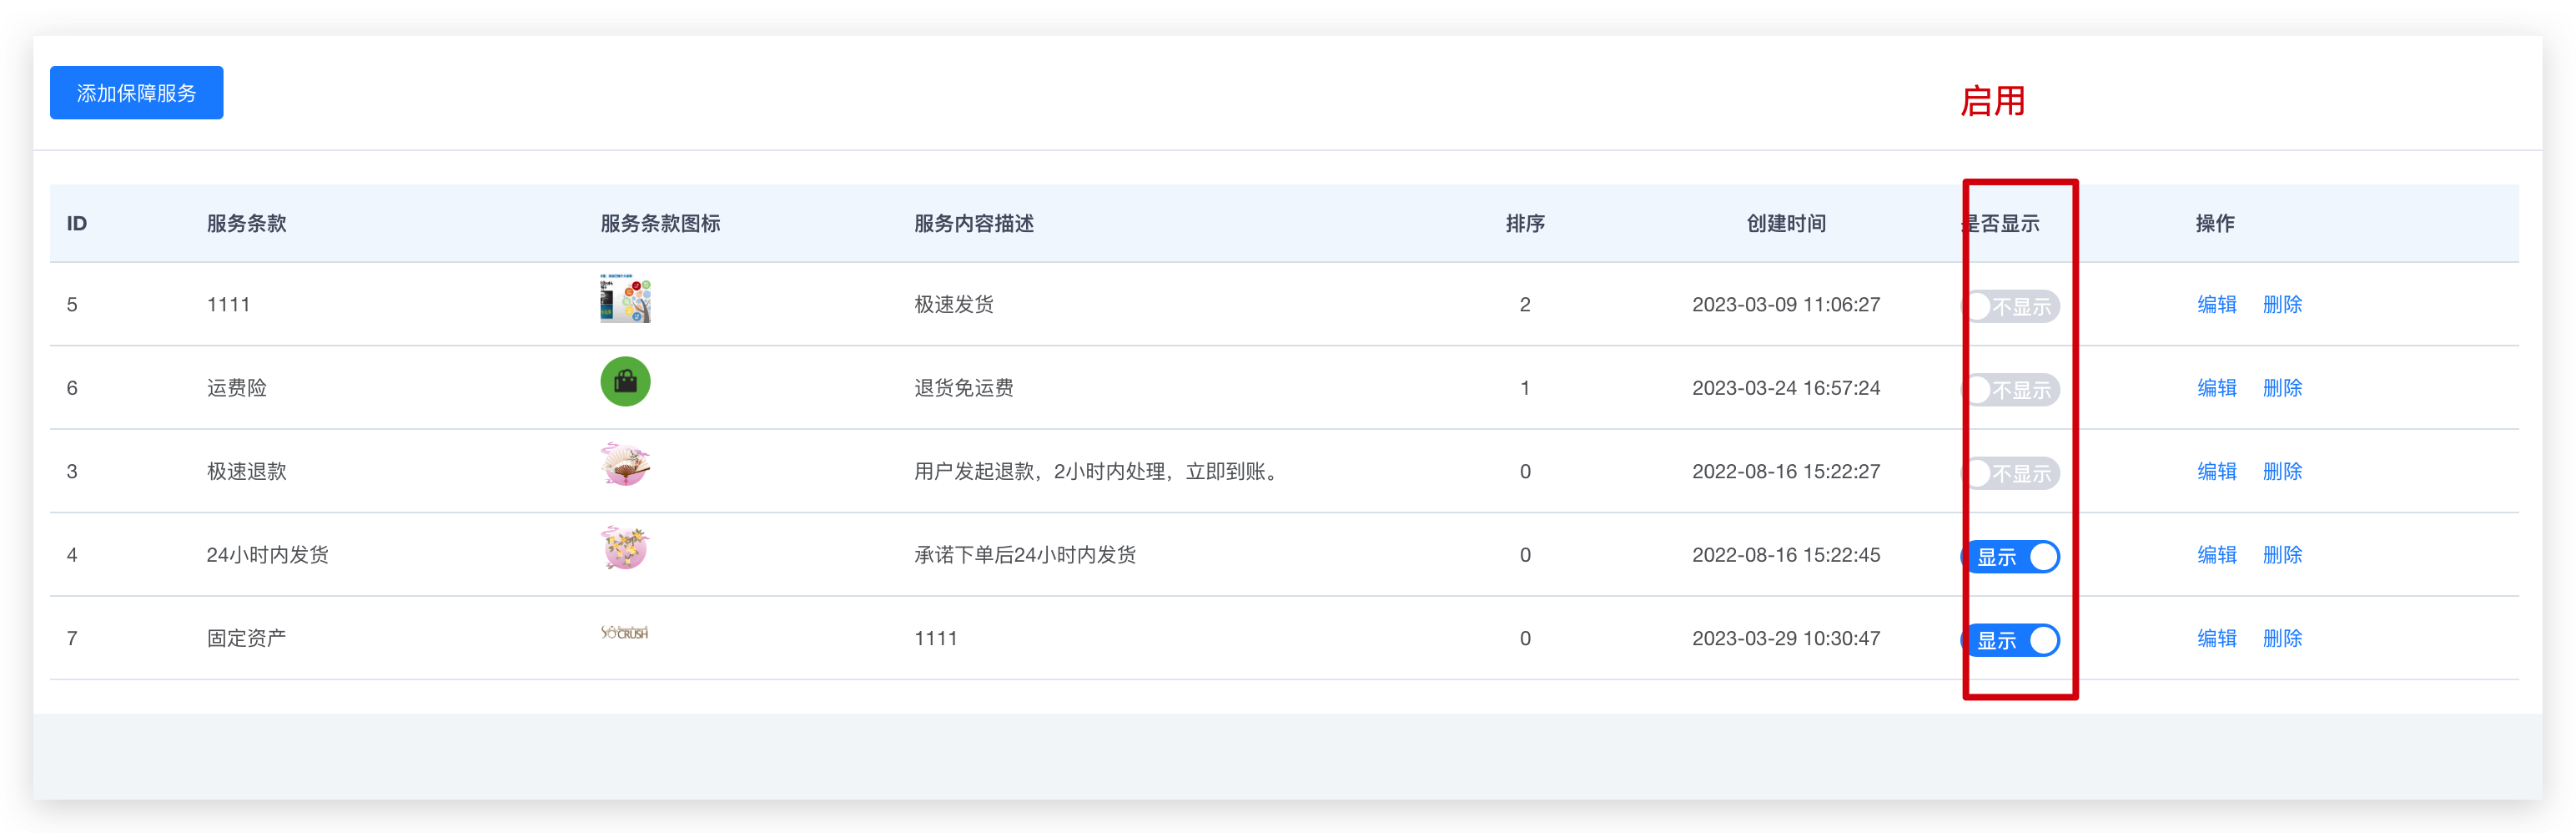 添加保障服务
启用
ID 服务条款 服务条款图标 服务内容描述 排序 创建时间 是否显示 操作
5 1111 极速发货 2 2023-03-09 11:06:27 不显示 编辑 删除
6 运费险 退货免运费 1 2023-03-24 16:57:24 不显示 编辑 删除
3 极速退款 用户发起退款，2小时内处理，立即到账。 0 2022-08-16 15:22:27 不显示 编辑 删除
4 24小时内发货 承诺下单后24小时内发货 0 2022-08-16 15:22:45 显示 编辑 删除
7 固定资产 1111 0 2023-03-29 10:30:47 显示 编辑 删除